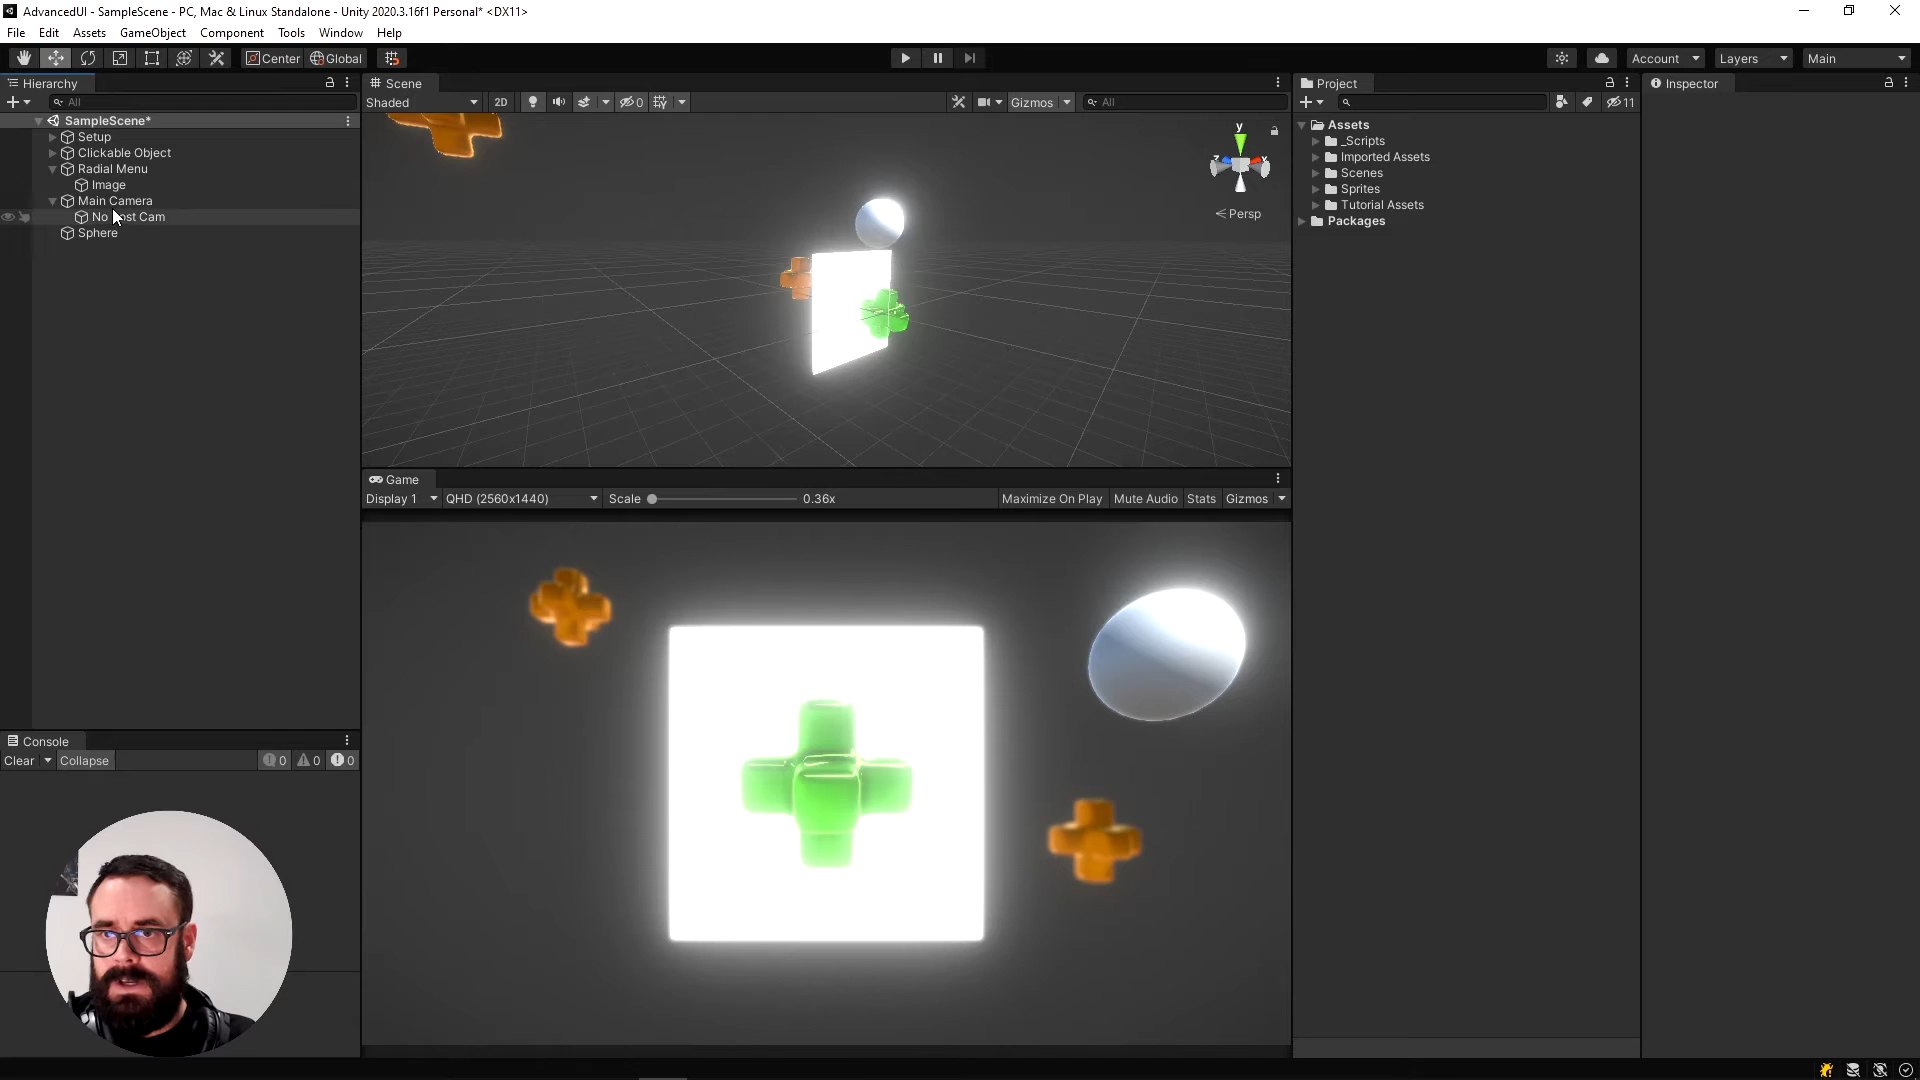 AdvancedUI - SampleScene - PC, Mac & Linux Standalone - Unity 2020.3.16f1 Personal* <DX11>
File Edit Assets GameObject Component Tools Window Help
Center Global Account Layers Main
Hierarchy
All
SampleScene*
Setup
Clickable Object
Radial Menu
Image
Main Camera
No Post Cam
Sphere
Scene
Shaded 2D 0 Gizmos All
y
Persp
Game
Display 1 QHD (2560x1440) Scale 0.36x Maximize On Play Mute Audio Stats Gizmos
Project
11
Assets
_Scripts
Imported Assets
Scenes
Sprites
Tutorial Assets
Packages
Inspector
Console
Clear Collapse 0 0 0